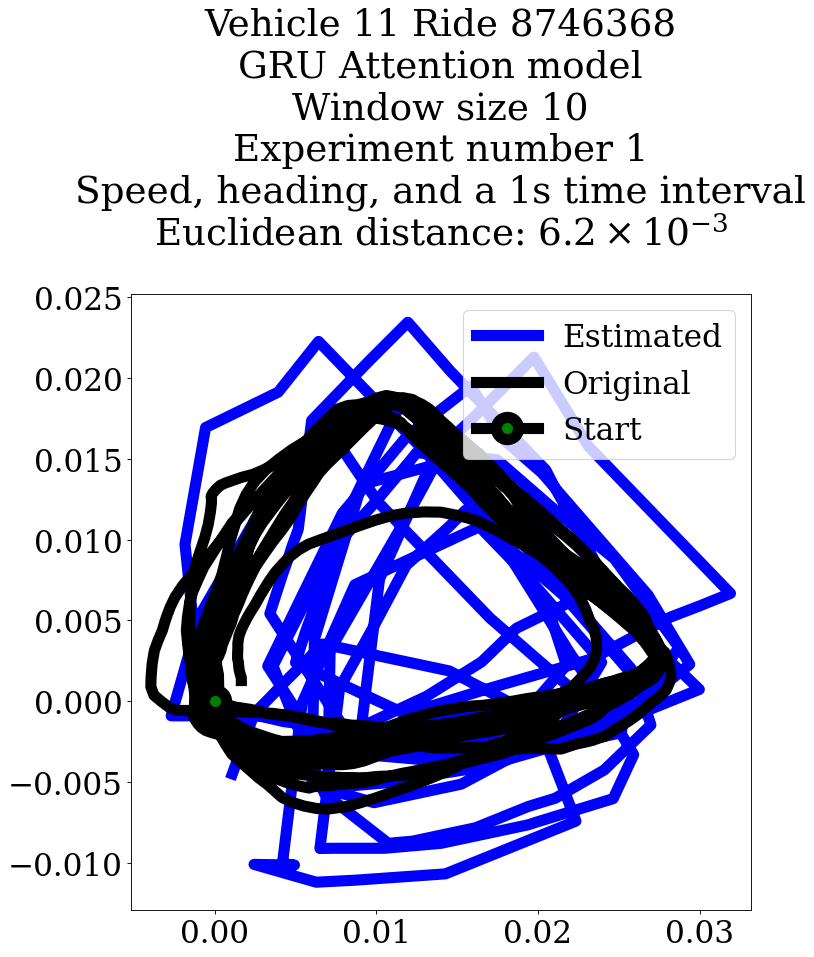 Vehicle 11 Ride 8746368
GRU Attention model
Window size 10
Experiment number 1
Speed, heading, and a 1s time interval
Euclidean distance: 6.2 × 10⁻³
Estimated
Original
Start
0.025
0.020
0.015
0.010
0.005
0.000
−0.005
−0.010
0.00 0.01 0.02 0.03